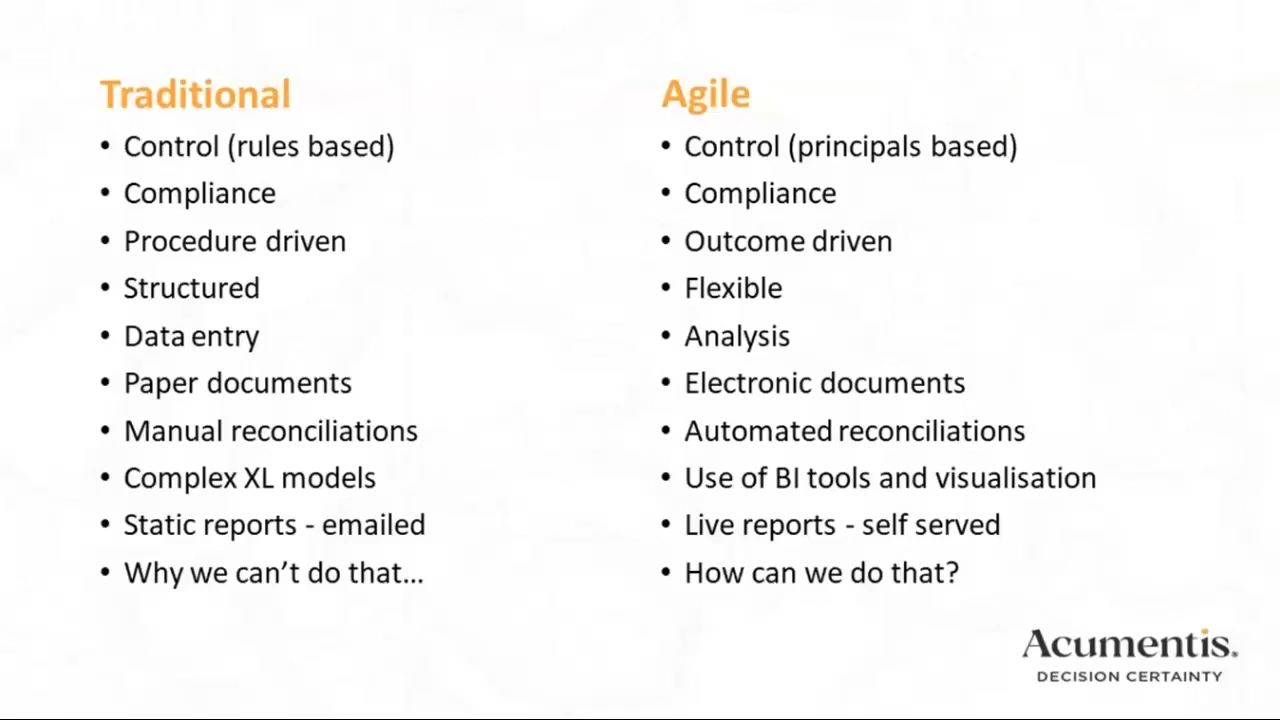 Traditional
• Control (rules based)
• Compliance
• Procedure driven
• Structured
• Data entry
• Paper documents
• Manual reconciliations
• Complex XL models
• Static reports - emailed
• Why we can't do that...
Agile
• Control (principals based)
• Compliance
• Outcome driven
• Flexible
• Analysis
• Electronic documents
• Automated reconciliations
• Use of BI tools and visualisation
• Live reports - self served
• How can we do that?
Acumentis.
DECISION CERTAINTY